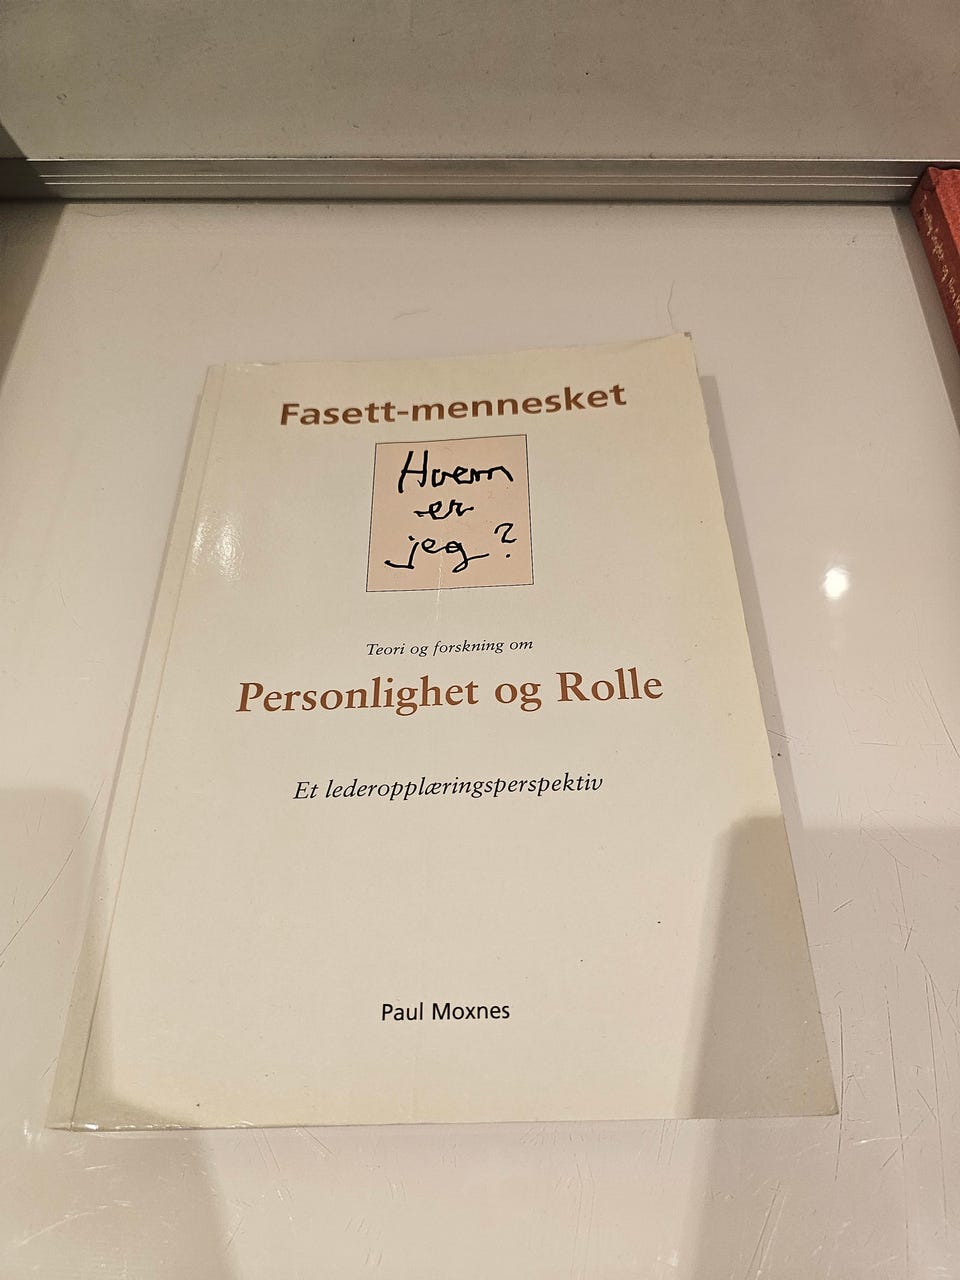 Fasett-mennesket
Hvem
er
jeg?
Teori og forskning om
Personlighet og Rolle
Et lederopplæringsperspektiv
Paul Moxnes